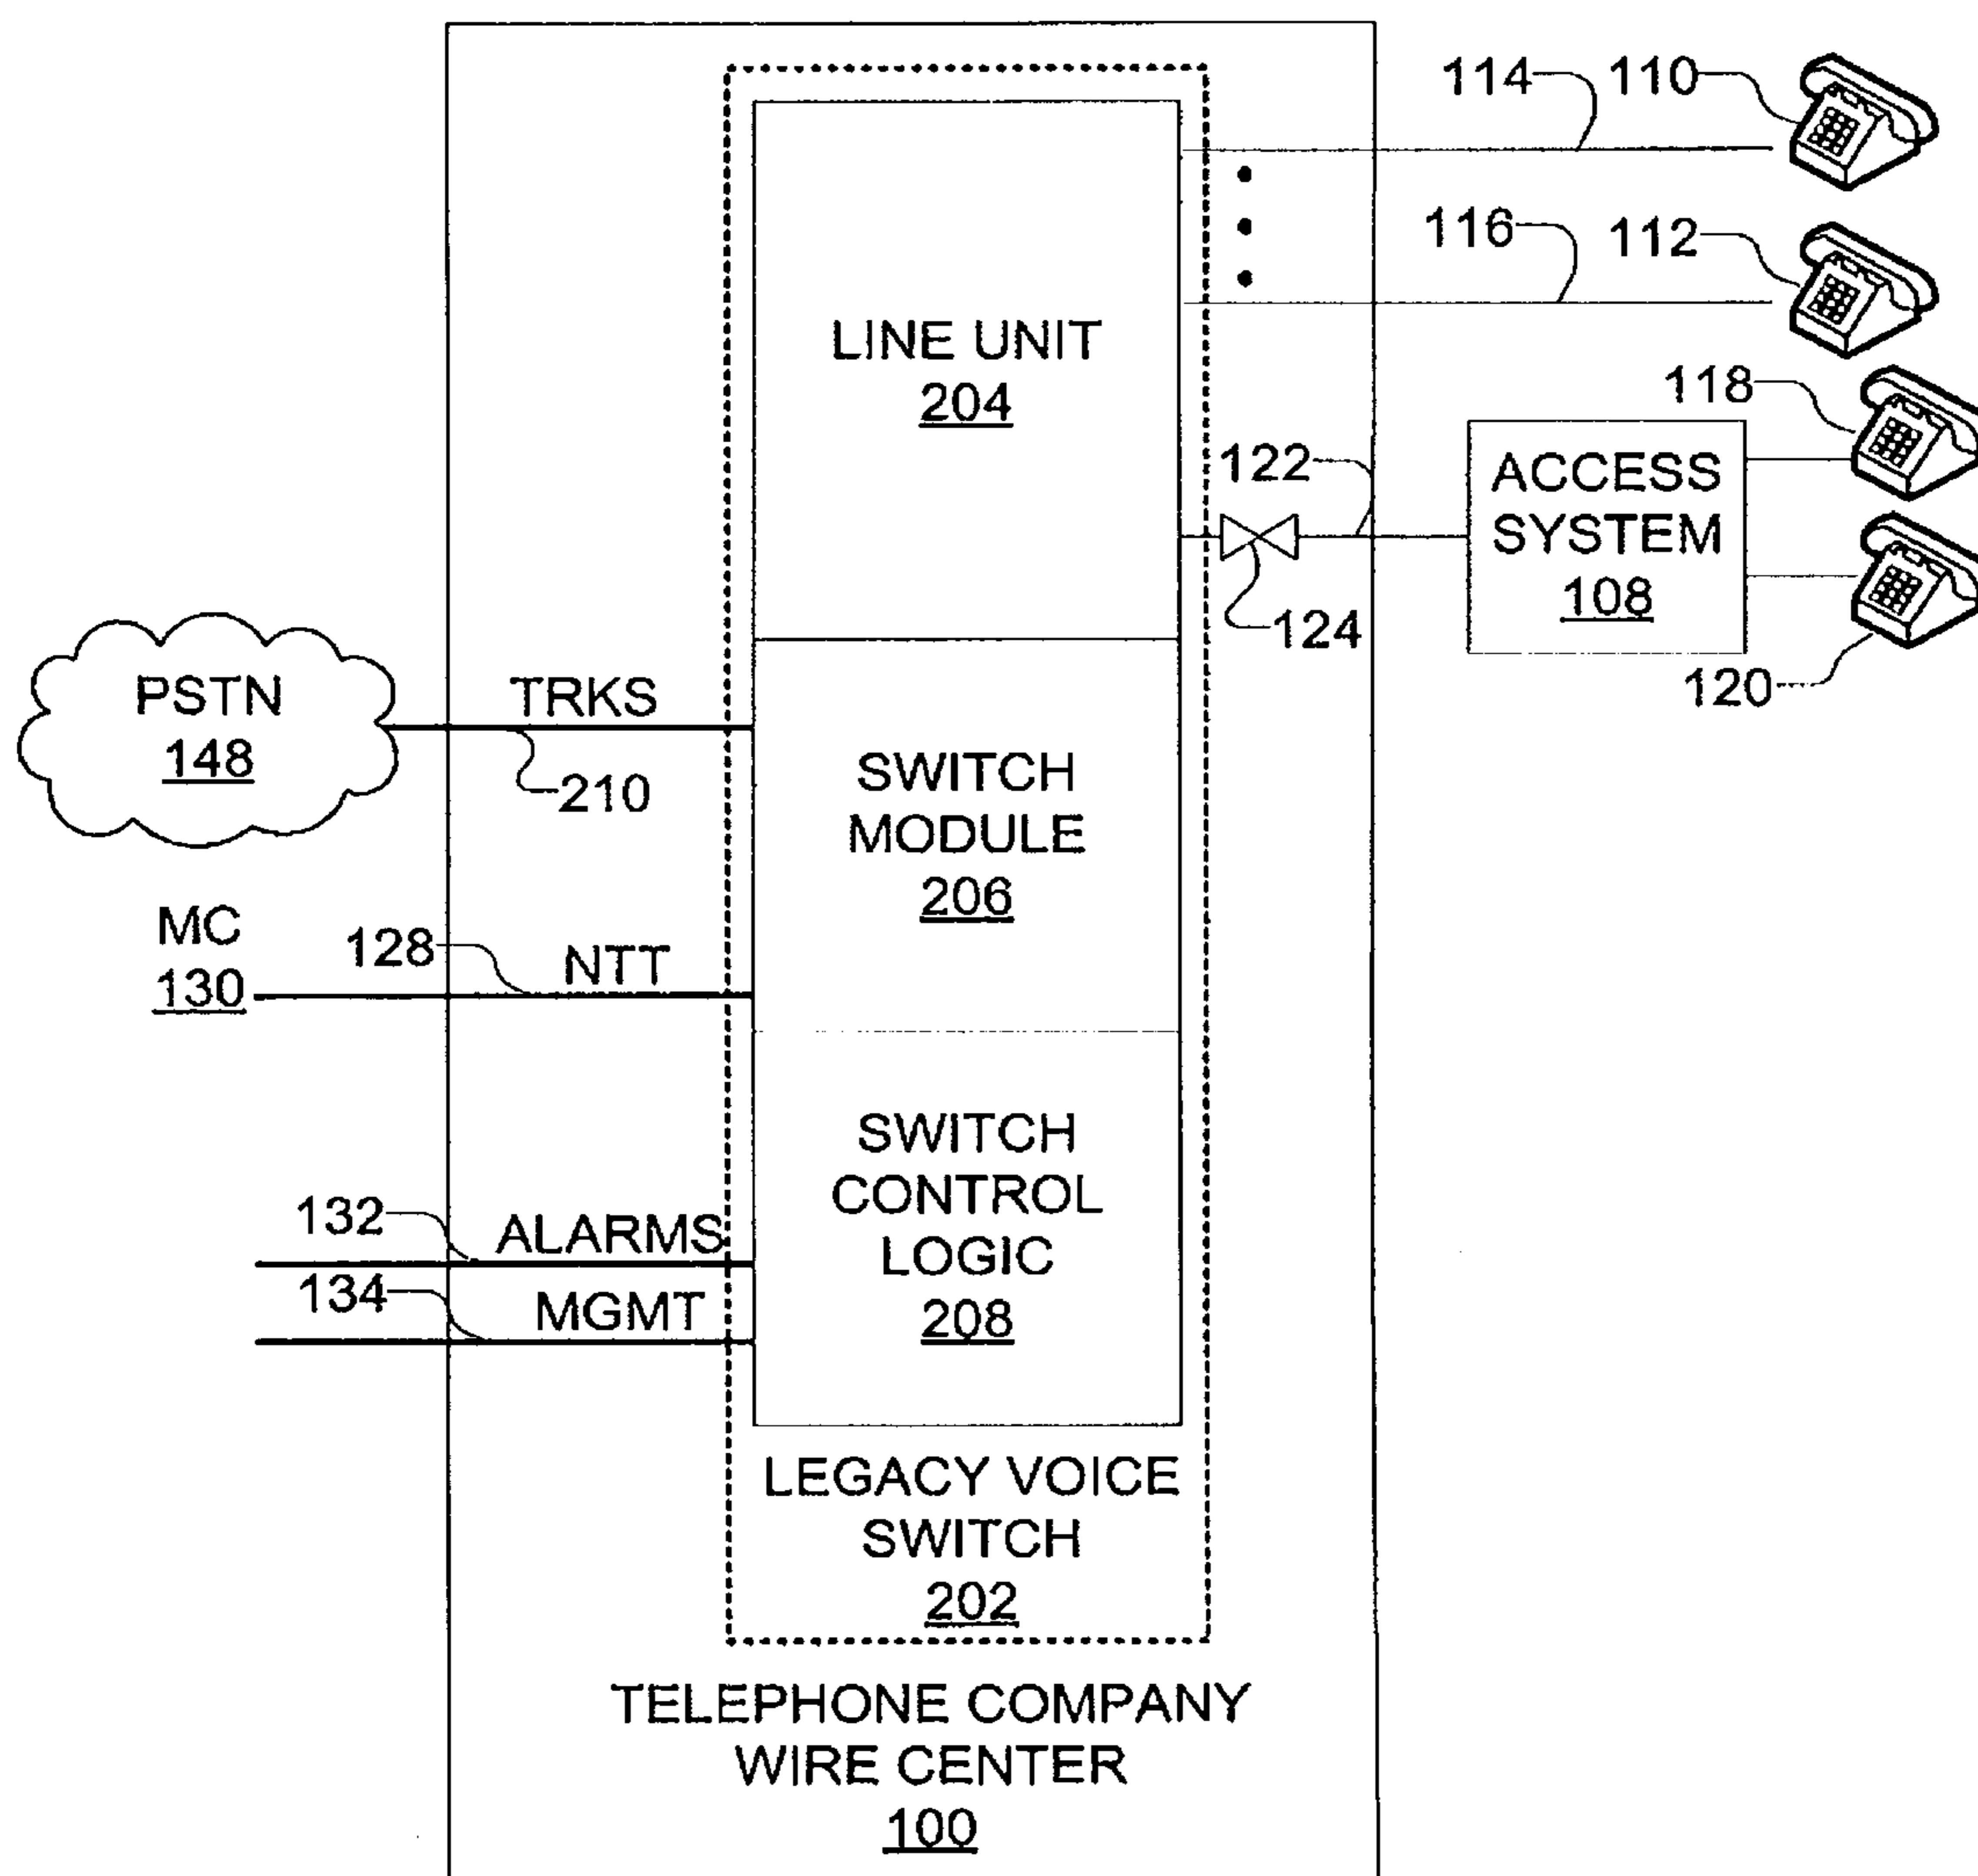 114
110
116
112
LINE UNIT
204
118
122
ACCESS
SYSTEM
108
124
120
PSTN
148
TRKS
210
SWITCH
MODULE
206
MC
130
128
NTT
SWITCH
CONTROL
LOGIC
208
132
ALARMS
134
MGMT
LEGACY VOICE
SWITCH
202
TELEPHONE COMPANY
WIRE CENTER
100